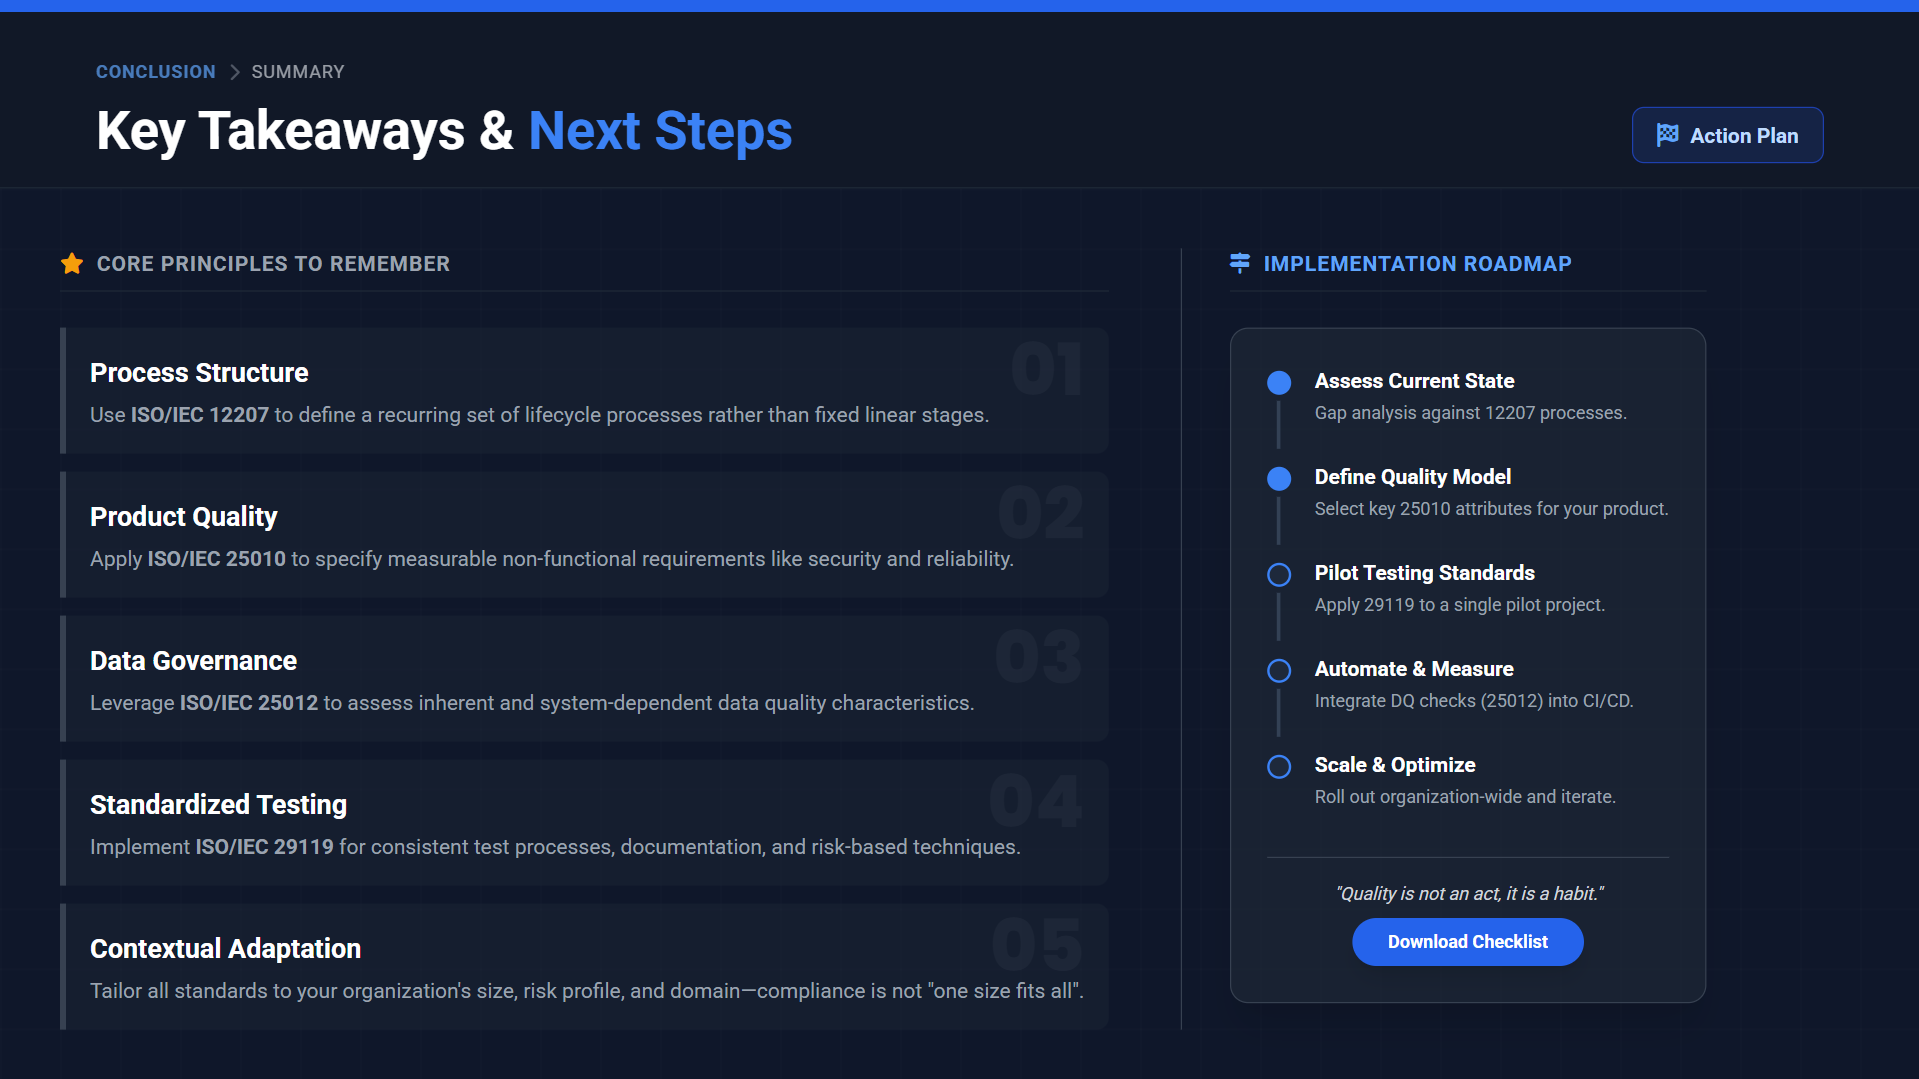 CONCLUSION SUMMARY
Key Takeaways & Next Steps
Action Plan
CORE PRINCIPLES TO REMEMBER
01
Process Structure
Use ISO/IEC 12207 to define a recurring set of lifecycle processes rather than fixed linear stages.
02
Product Quality
Apply ISO/IEC 25010 to specify measurable non-functional requirements like security and reliability.
03
Data Governance
Leverage ISO/IEC 25012 to assess inherent and system-dependent data quality characteristics.
04
Standardized Testing
Implement ISO/IEC 29119 for consistent test processes, documentation, and risk-based techniques.
05
Contextual Adaptation
Tailor all standards to your organization's size, risk profile, and domain—compliance is not "one size fits all".
IMPLEMENTATION ROADMAP
Assess Current State
Gap analysis against 12207 processes.
Define Quality Model
Select key 25010 attributes for your product.
Pilot Testing Standards
Apply 29119 to a single pilot project.
Automate & Measure
Integrate DQ checks (25012) into CI/CD.
Scale & Optimize
Roll out organization-wide and iterate.
"Quality is not an act, it is a habit."
Download Checklist